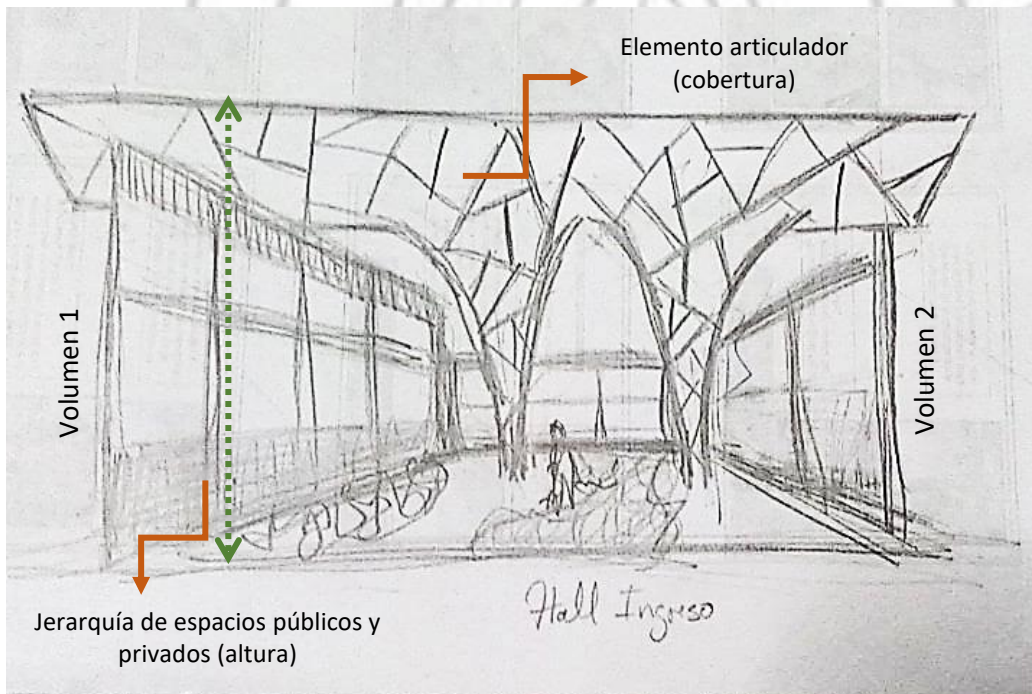 Elemento articulador
(cobertura)
Volumen 1
Volumen 2
Hall Ingreso
Jerarquía de espacios públicos y
privados (altura)